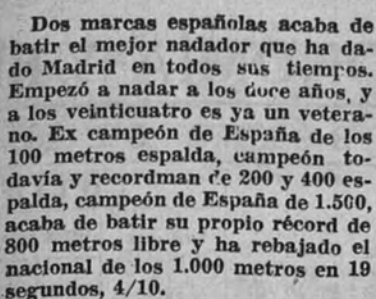 Dos marcas españolas acaba de
batir el mejor nadador que ha da-
do Madrid en todos sus tiempos.
Empezó a nadar a los doce años, y
a los veinticuatro es ya un vetera-
no. Ex campeón de España de los
100 metros espalda, campeón to-
davía y recordman de 200 y 400 es-
palda, campeón de España de 1.500,
acaba de batir su propio récord de
800 metros libre y ha rebajado el
nacional de los 1.000 metros en 19
segundos, 4/10.